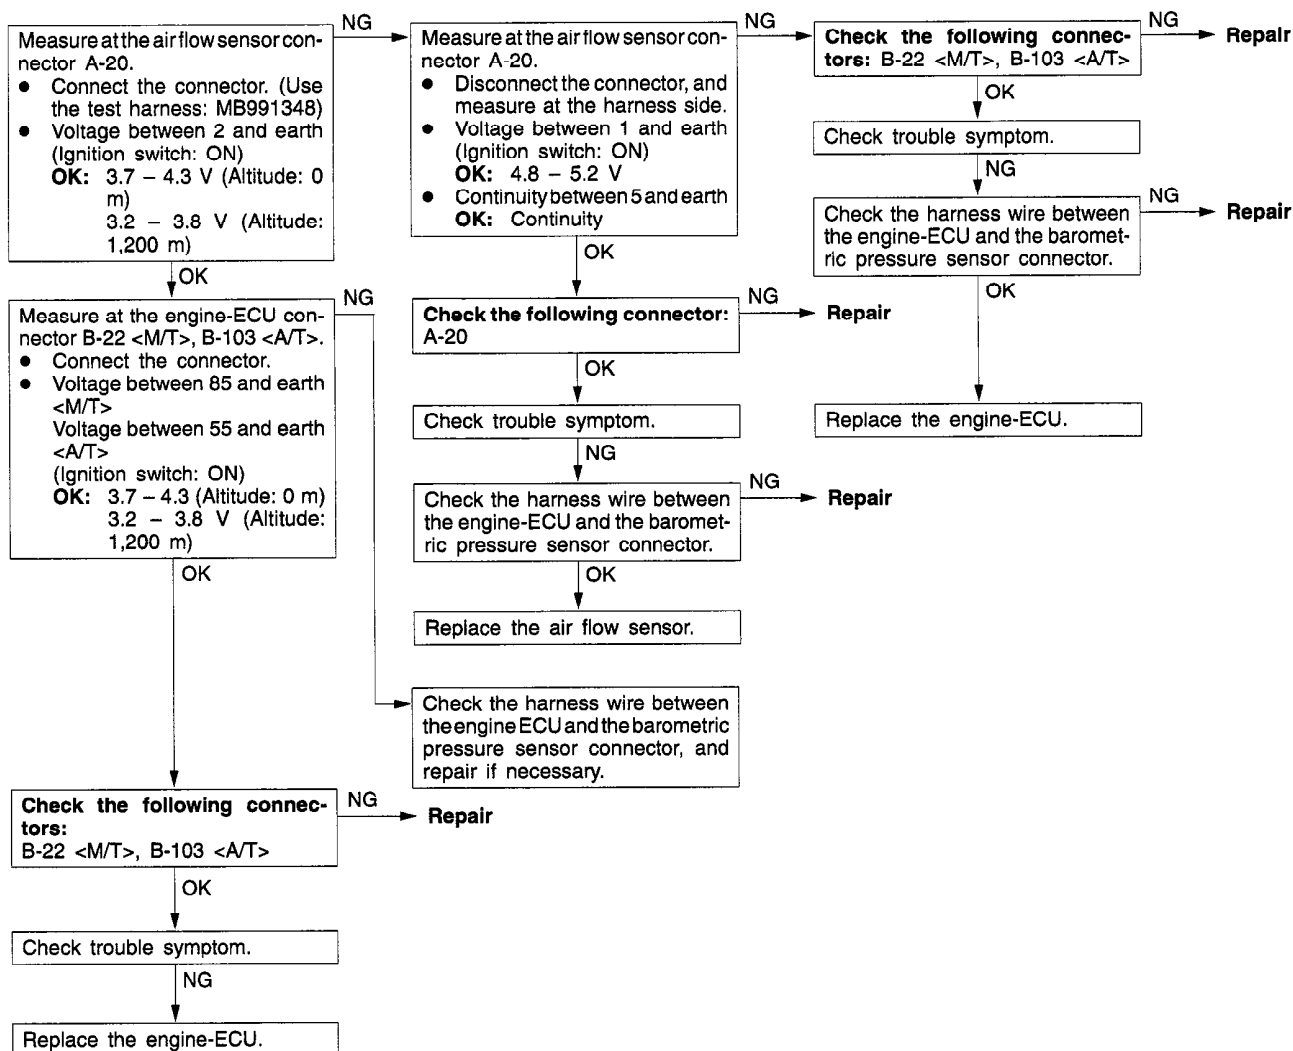 NG
Measure at the air flow sensor con-
nector A-20.
● Connect the connector. (Use
the test harness: MB991348)
● Voltage between 2 and earth
(Ignition switch: ON)
OK: 3.7 – 4.3 V (Altitude: 0
m)
3.2 – 3.8 V (Altitude:
1,200 m)
OK
Measure at the engine-ECU con-
nector B-22 <M/T>, B-103 <A/T>.
● Connect the connector.
● Voltage between 85 and earth
<M/T>
Voltage between 55 and earth
<A/T>
(Ignition switch: ON)
OK: 3.7 – 4.3 (Altitude: 0 m)
3.2 – 3.8 V (Altitude:
1,200 m)
NG
OK
Check the following connec-
tors:
B-22 <M/T>, B-103 <A/T>
NG
Repair
OK
Check trouble symptom.
NG
Replace the engine-ECU.
Measure at the air flow sensor con-
nector A-20.
● Disconnect the connector, and
measure at the harness side.
● Voltage between 1 and earth
(Ignition switch: ON)
OK: 4.8 – 5.2 V
● Continuity between 5 and earth
OK: Continuity
NG
OK
Check the following connector:
A-20
NG
Repair
OK
Check trouble symptom.
NG
Check the harness wire between
the engine-ECU and the baromet-
ric pressure sensor connector.
NG
Repair
OK
Replace the air flow sensor.
Check the harness wire between
the engine ECU and the barometric
pressure sensor connector, and
repair if necessary.
Check the following connec-
tors: B-22 <M/T>, B-103 <A/T>
NG
Repair
OK
Check trouble symptom.
NG
Check the harness wire between
the engine-ECU and the baromet-
ric pressure sensor connector.
NG
Repair
OK
Replace the engine-ECU.